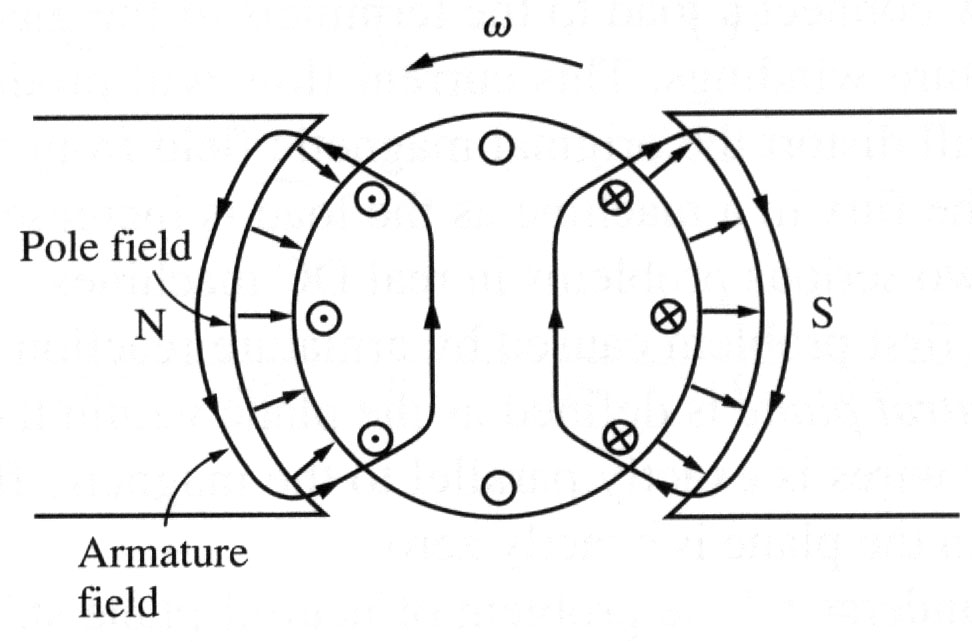 ω
Pole field
N
S
Armature
field